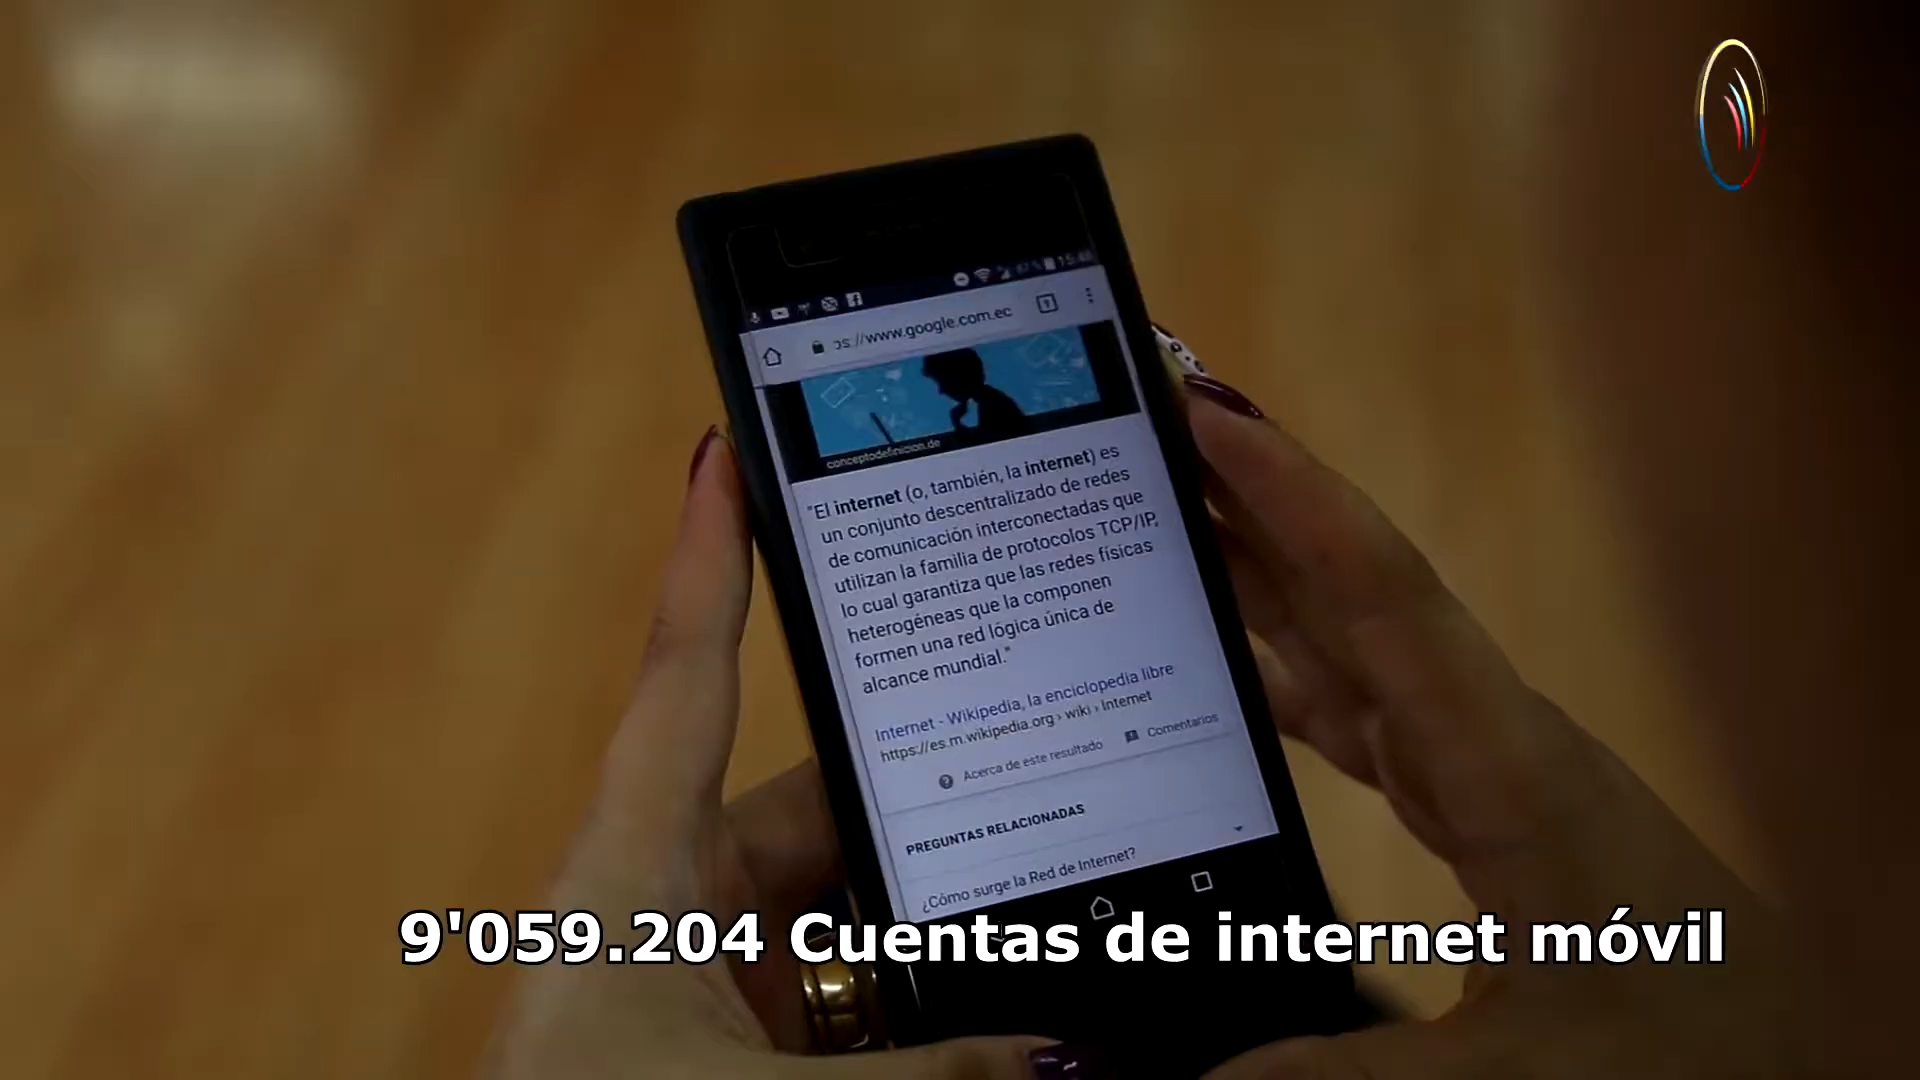 15:48
ps://www.google.com.ec
conceptodefinicion.de
"El internet (o, también, la internet) es
un conjunto descentralizado de redes
de comunicación interconectadas que
utilizan la familia de protocolos TCP/IP,
lo cual garantiza que las redes físicas
heterogéneas que la componen
formen una red lógica única de
alcance mundial."
Internet - Wikipedia, la enciclopedia libre
https://es.m.wikipedia.org › wiki › Internet
Acerca de este resultado Comentarios
PREGUNTAS RELACIONADAS
¿Cómo surge la Red de Internet?
9'059.204 Cuentas de internet móvil